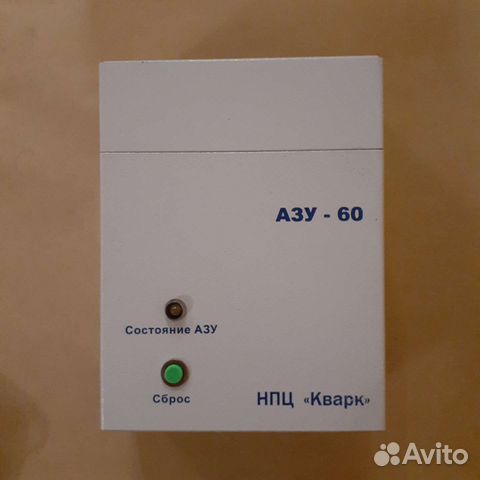 АЗУ - 60
Состояние АЗУ
Сброс
НПЦ «Кварк»
Avito